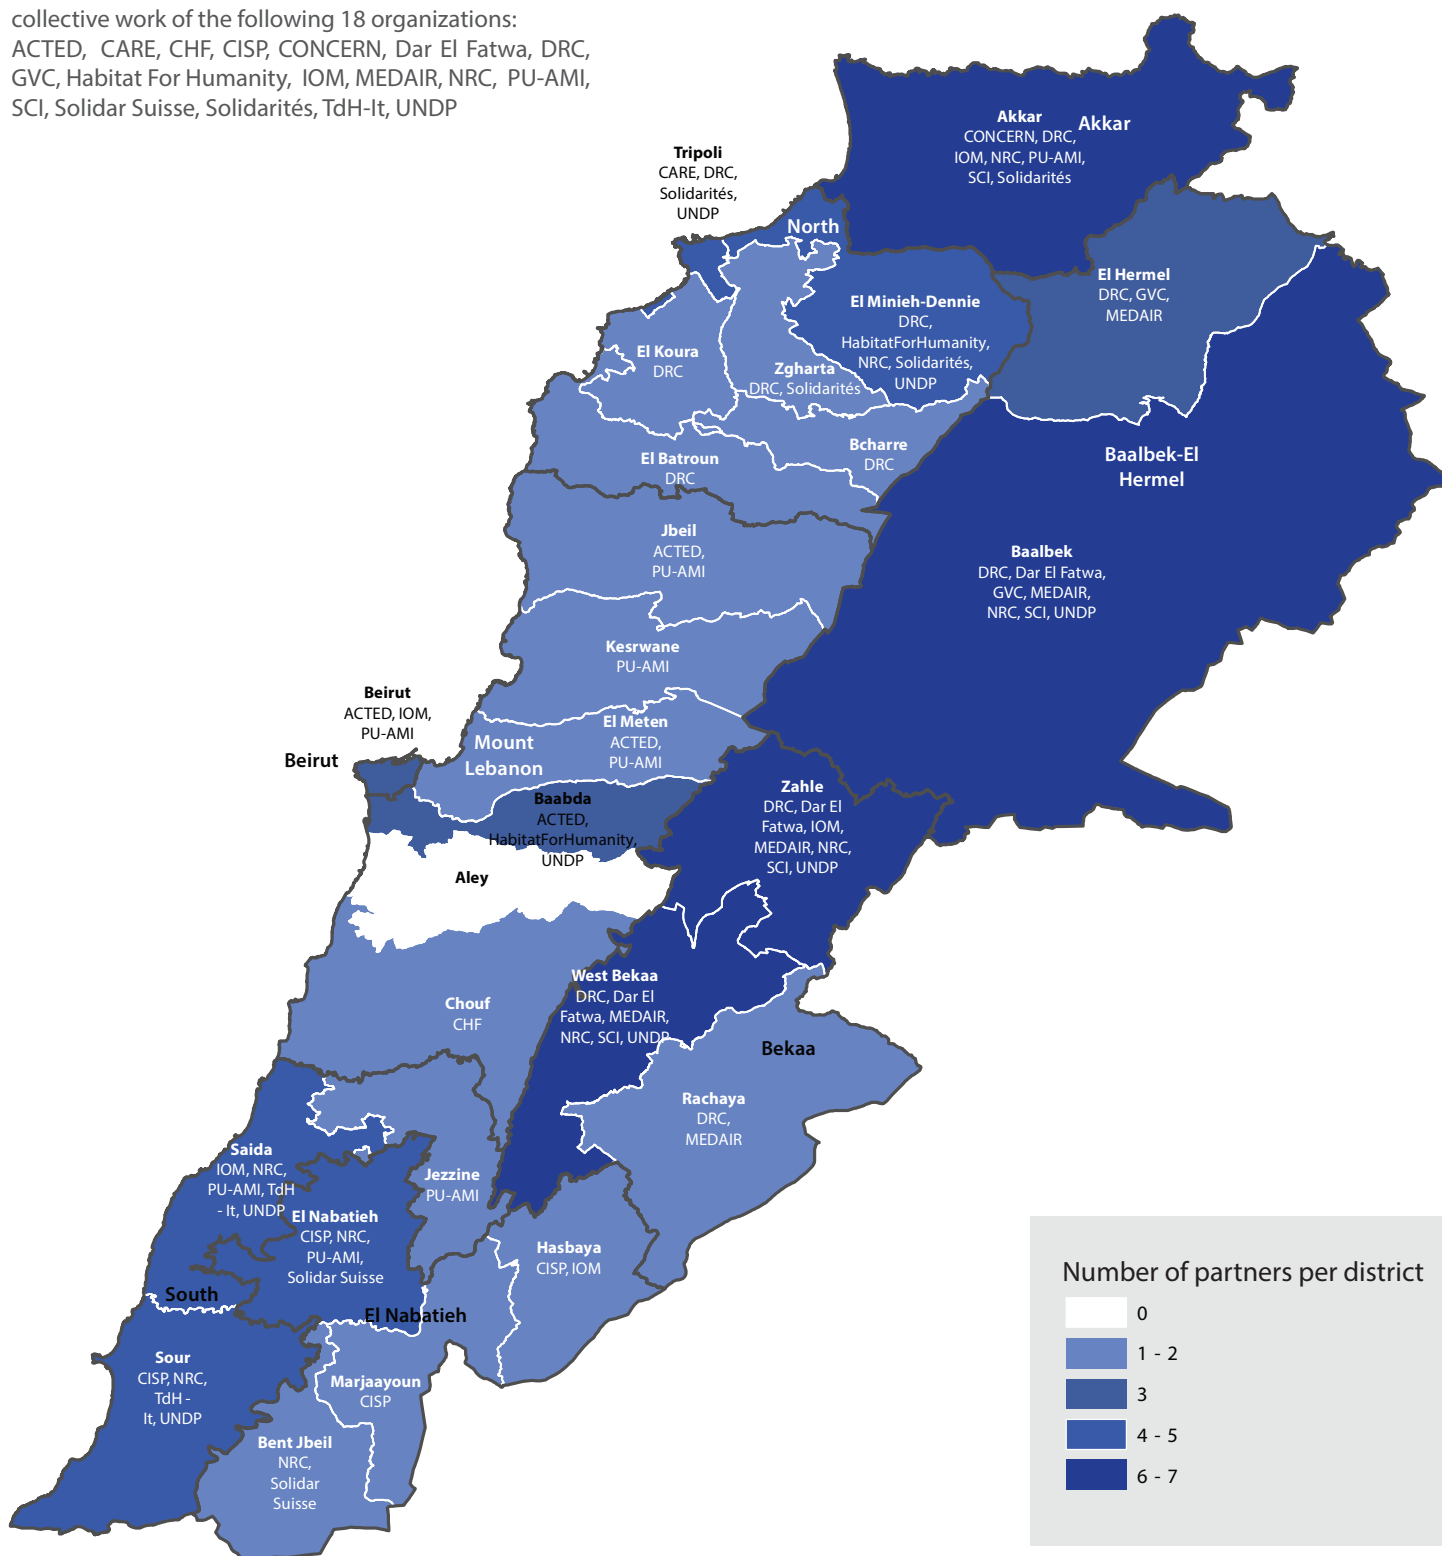 collective work of the following 18 organizations:
ACTED, CARE, CHF, CISP, CONCERN, Dar El Fatwa, DRC,
GVC, Habitat For Humanity, IOM, MEDAIR, NRC, PU-AMI,
SCI, Solidar Suisse, Solidarités, TdH-It, UNDP
Akkar
CONCERN, DRC,
IOM, NRC, PU-AMI,
SCI, Solidarités
Akkar
Tripoli
CARE, DRC,
Solidarités,
UNDP
North
El Hermel
DRC, GVC,
MEDAIR
El Minieh-Dennie
DRC,
HabitatForHumanity,
NRC, Solidarités,
UNDP
El Koura
DRC
Zgharta
DRC, Solidarités
Bcharre
DRC
El Batroun
DRC
Baalbek-El
Hermel
Jbeil
ACTED,
PU-AMI
Baalbek
DRC, Dar El Fatwa,
GVC, MEDAIR,
NRC, SCI, UNDP
Kesrwane
PU-AMI
Beirut
ACTED, IOM,
PU-AMI
Beirut
El Meten
ACTED,
PU-AMI
Mount
Lebanon
Baabda
ACTED,
HabitatForHumanity,
UNDP
Zahle
DRC, Dar El
Fatwa, IOM,
MEDAIR, NRC,
SCI, UNDP
Aley
West Bekaa
DRC, Dar El
Fatwa, MEDAIR,
NRC, SCI, UNDP
Chouf
CHF
Bekaa
Rachaya
DRC,
MEDAIR
Saida
IOM, NRC,
PU-AMI, TdH
- It, UNDP
Jezzine
PU-AMI
El Nabatieh
CISP, NRC,
PU-AMI,
Solidar Suisse
Hasbaya
CISP, IOM
South
El Nabatieh
Sour
CISP, NRC,
TdH -
It, UNDP
Marjaayoun
CISP
Bent Jbeil
NRC,
Solidar
Suisse
Number of partners per district
0
1 - 2
3
4 - 5
6 - 7